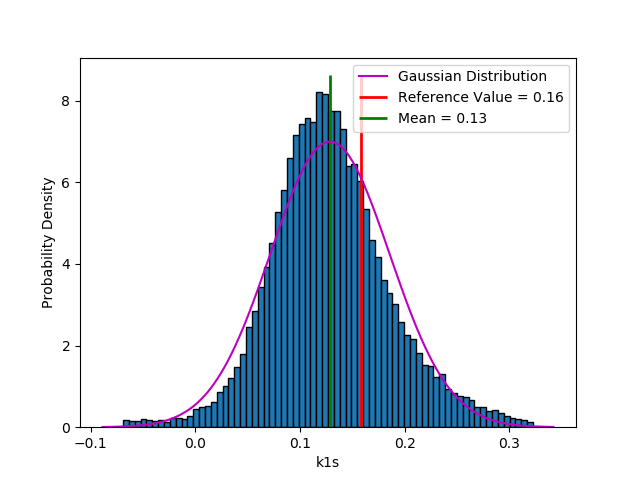 Gaussian Distribution
Reference Value = 0.16
Mean = 0.13
Probability Density
8
6
4
2
0
−0.1 0.0 0.1 0.2 0.3
k1s